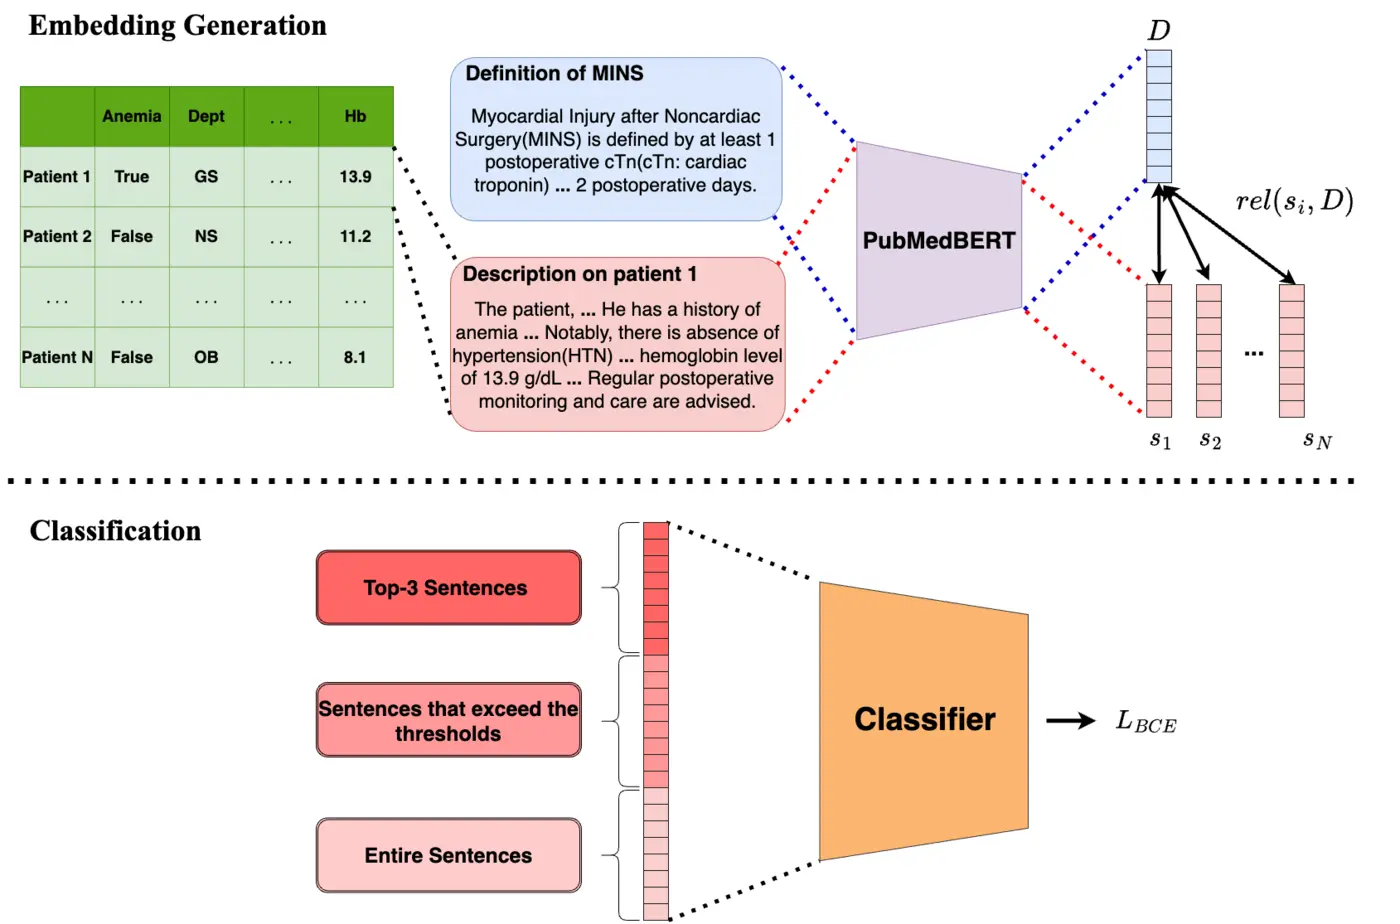 Embedding Generation
Anemia Dept ... Hb
Patient 1 True GS ... 13.9
Patient 2 False NS ... 11.2
... ... ... ... ...
Patient N False OB ... 8.1
Definition of MINS
Myocardial Injury after Noncardiac
Surgery(MINS) is defined by at least 1
postoperative cTn(cTn: cardiac
troponin) ... 2 postoperative days.
Description on patient 1
The patient, ... He has a history of
anemia ... Notably, there is absence of
hypertension(HTN) ... hemoglobin level
of 13.9 g/dL ... Regular postoperative
monitoring and care are advised.
PubMedBERT
D
rel(s_i, D)
...
s_1 s_2 s_N
Classification
Top-3 Sentences
Sentences that exceed the
thresholds
Entire Sentences
Classifier
L_{BCE}